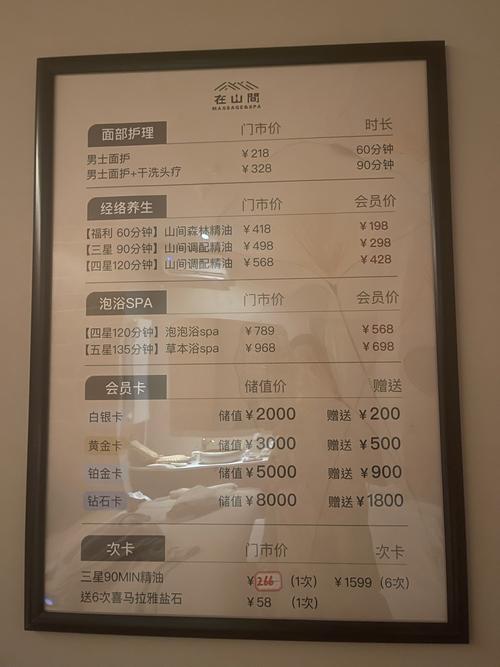 在山間
MASSAGE&SPA
面部护理 门市价 时长
男士面护 ¥218 60分钟
男士面护+干洗头疗 ¥328 90分钟
经络养生 门市价 会员价
【福利 60分钟】山间森林精油 ¥418 ¥198
【三星 90分钟】山间调配精油 ¥498 ¥298
【四星120分钟】山间调配精油 ¥568 ¥428
泡浴SPA 门市价 会员价
【四星120分钟】泡泡浴spa ¥789 ¥568
【五星135分钟】草本浴spa ¥968 ¥698
会员卡 储值价 赠送
白银卡 储值¥2000 赠送¥200
黄金卡 储值¥3000 赠送¥500
铂金卡 储值¥5000 赠送¥900
钻石卡 储值¥8000 赠送¥1800
次卡 门市价 次卡
三星90MIN精油 ¥266 (1次) ¥1599 (6次)
送6次喜马拉雅盐石 ¥58 (1次)